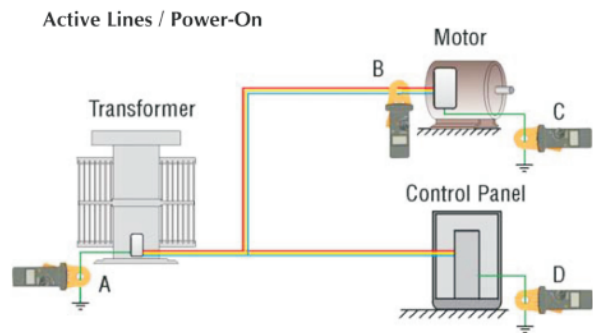 Active Lines / Power-On
Motor
B
Transformer
C
Control Panel
A
D